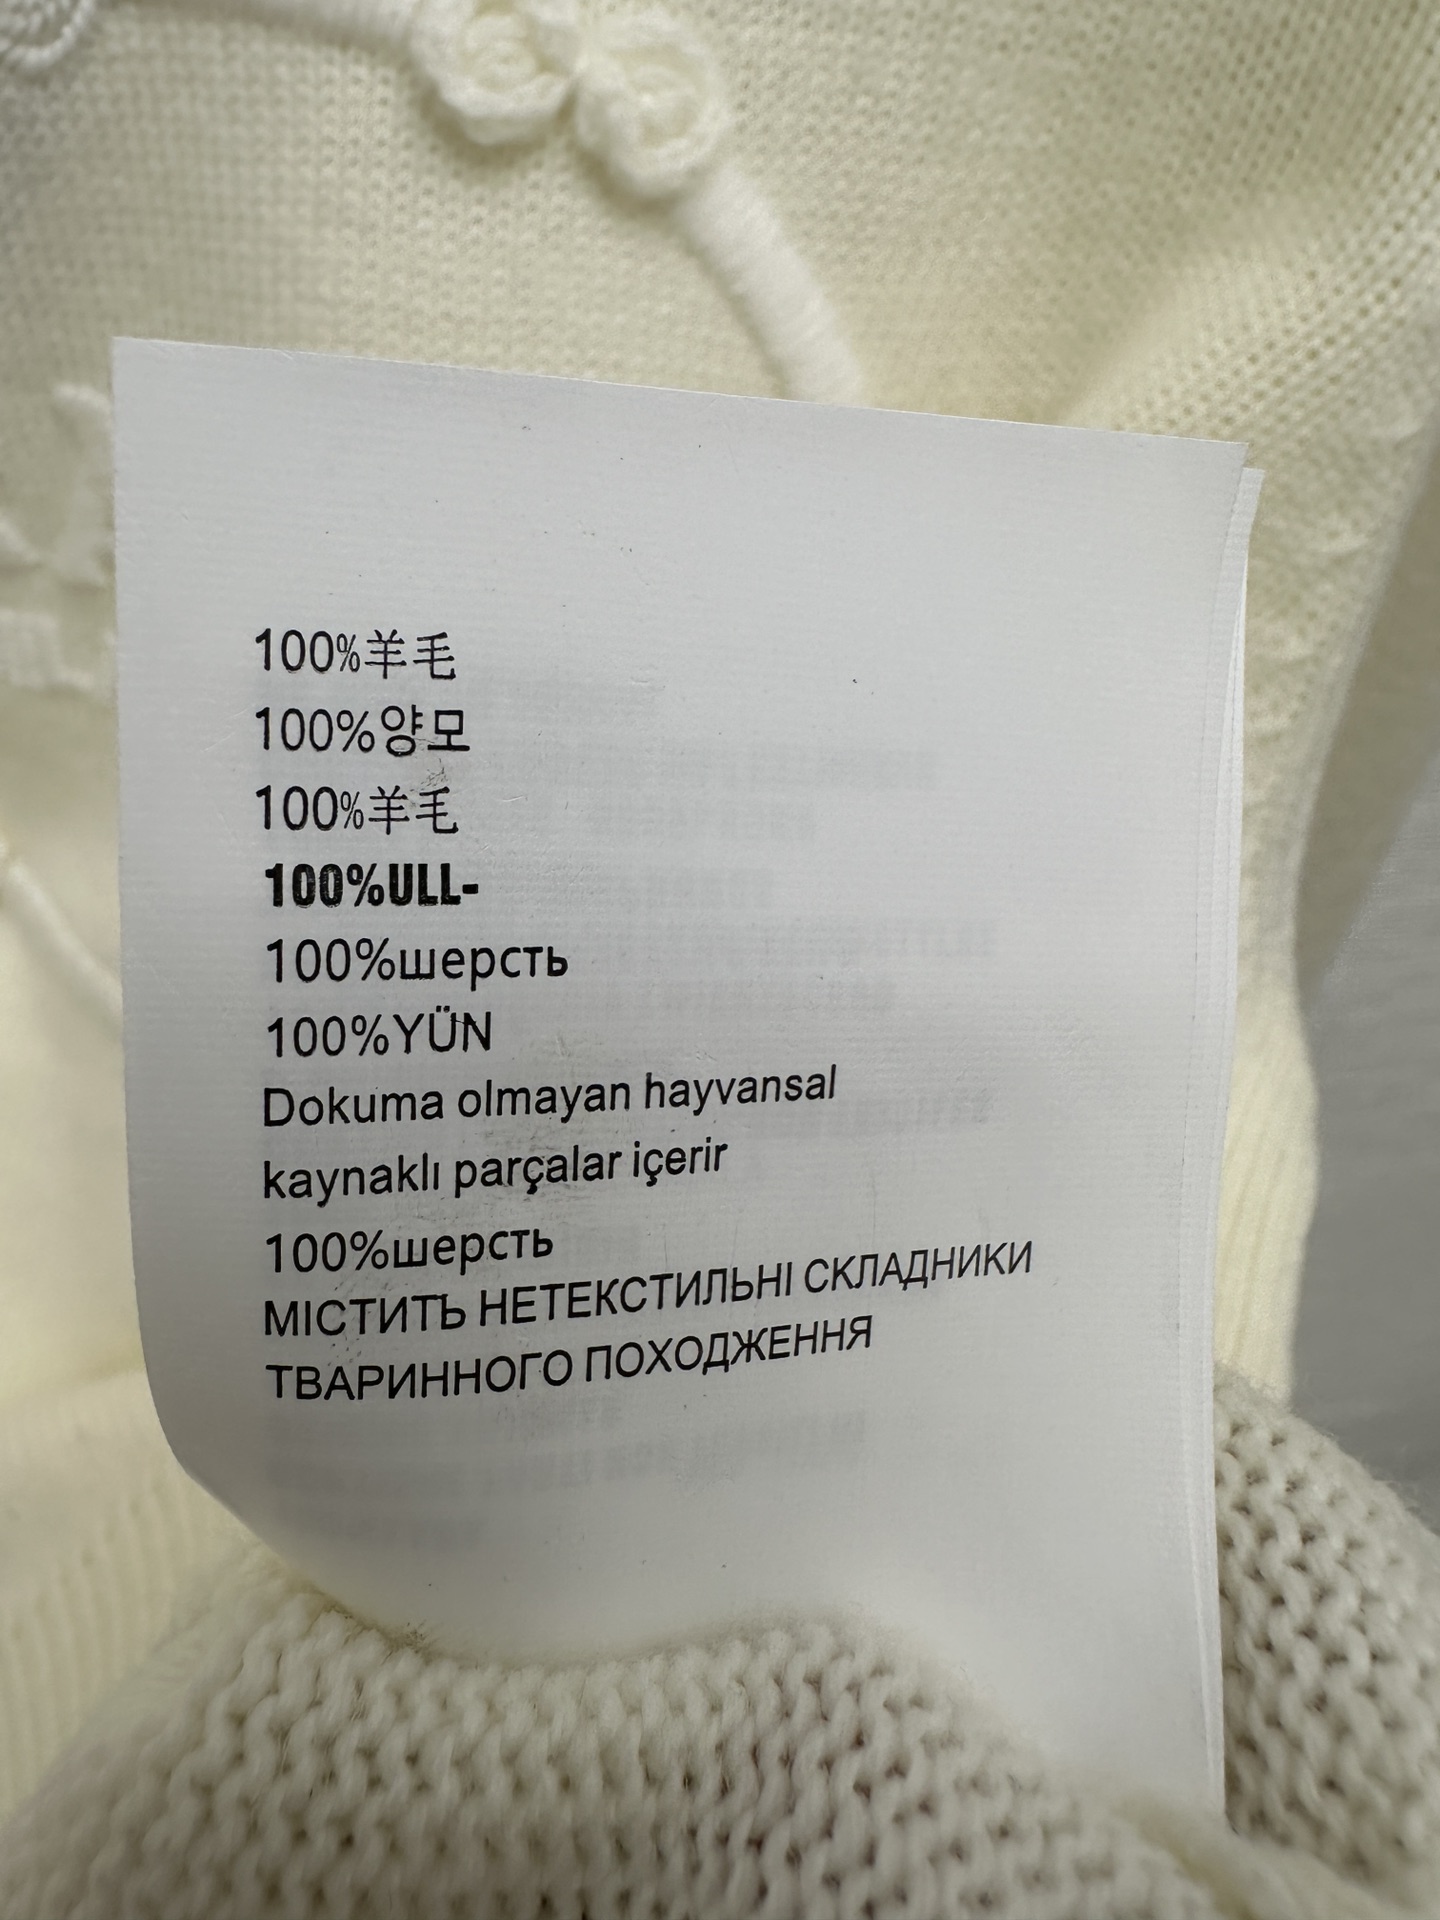 100%羊毛
100%양모
100%羊毛
100%ULL-
100%шерсть
100%YÜN
Dokuma olmayan hayvansal
kaynaklı parçalar içerir
100%шерсть
МІСТИТЬ НЕТЕКСТИЛЬНІ СКЛАДНИКИ
ТВАРИННОГО ПОХОДЖЕННЯ